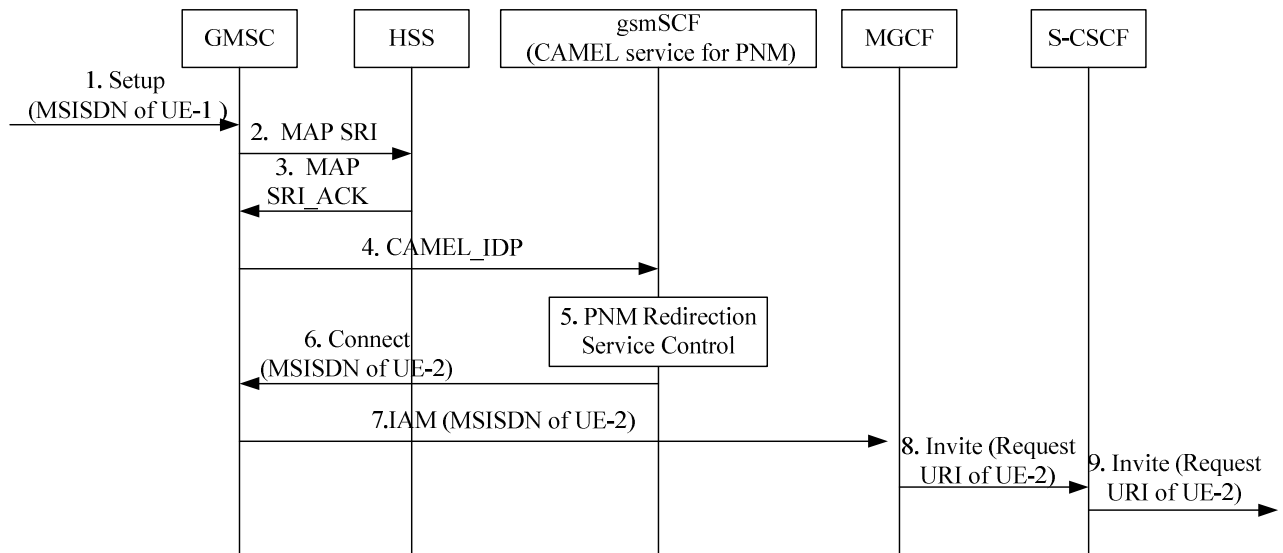 GMSC
HSS
gsmSCF
(CAMEL service for PNM)
MGCF
S-CSCF
1. Setup
(MSISDN of UE-1 )
2.  MAP SRI
3.  MAP
SRI_ACK
4. CAMEL_IDP
5. PNM Redirection
Service Control
6. Connect
(MSISDN of UE-2)
7.IAM (MSISDN of UE-2)
8. Invite (Request
URI of UE-2)
9. Invite (Request
URI of UE-2)